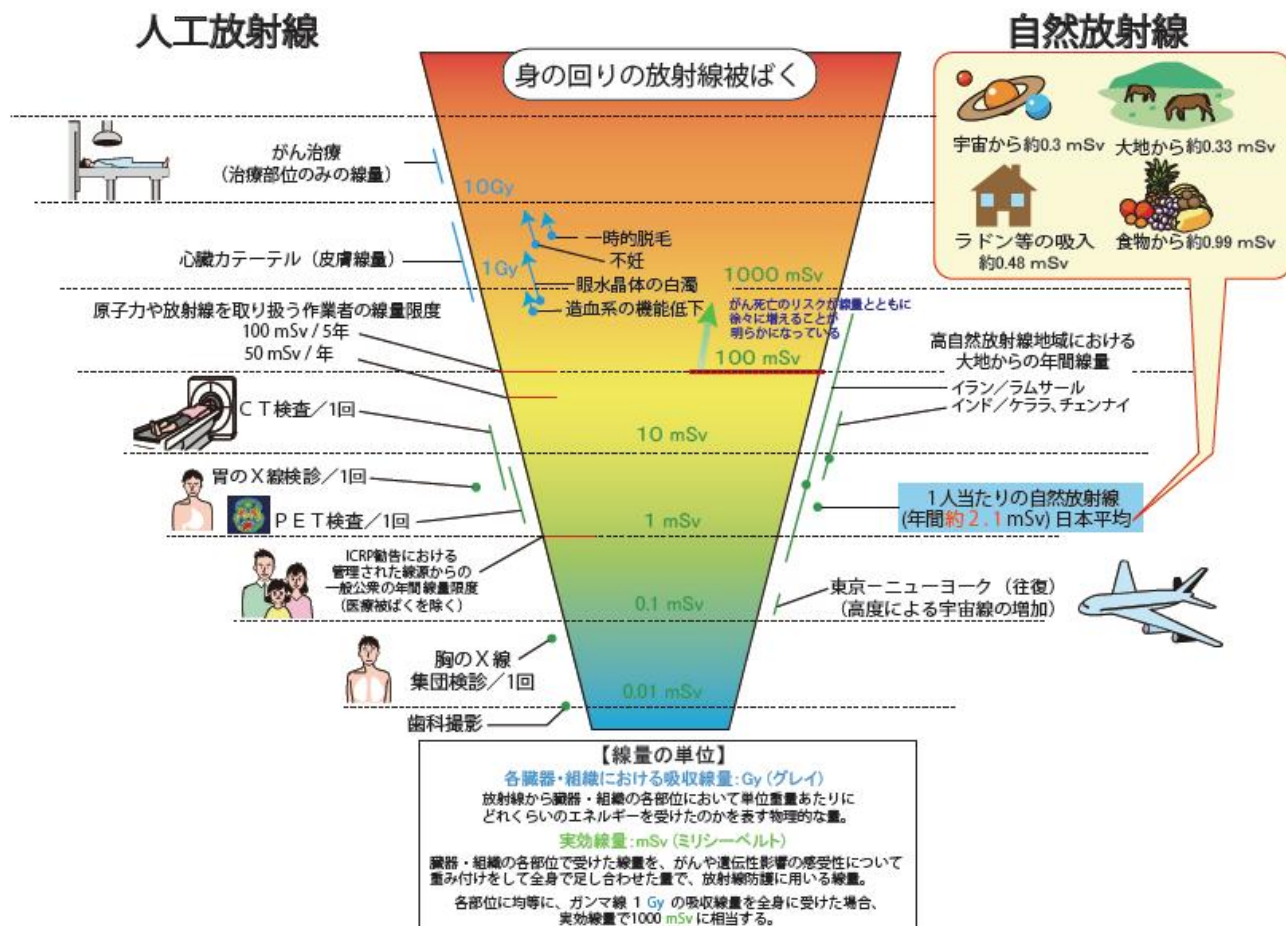 人工放射線
自然放射線
身の回りの放射線被ばく
がん治療
(治療部位のみの線量)
10Gy
心臓カテーテル(皮膚線量)
1Gy
一時的脱毛
不妊
眼水晶体の白濁
造血系の機能低下
1000 mSv
がん死亡のリスクが線量とともに
徐々に増えることが
明らかになっている
100 mSv
原子力や放射線を取り扱う作業者の線量限度
100 mSv / 5年
50 mSv / 年
CT検査/1回
10 mSv
胃のX線検診/1回
PET検査/1回
1 mSv
ICRP勧告における
管理された線源からの
一般公衆の年間線量限度
(医療被ばくを除く)
0.1 mSv
胸のX線
集団検診/1回
0.01 mSv
歯科撮影
宇宙から約0.3 mSv
大地から約0.33 mSv
ラドン等の吸入
約0.48 mSv
食物から約0.99 mSv
高自然放射線地域における
大地からの年間線量
イラン/ラムサール
インド/ケララ、チェンナイ
1人当たりの自然放射線
(年間約2.1mSv)日本平均
東京ーニューヨーク(往復)
(高度による宇宙線の増加)
【線量の単位】
各臓器・組織における吸収線量:Gy(グレイ)
放射線から臓器・組織の各部位において単位重量あたりに
どれくらいのエネルギーを受けたのかを表す物理的な量。
実効線量:mSv(ミリシーベルト)
臓器・組織の各部位で受けた線量を、がんや遺伝性影響の感受性について
重み付けをして全身で足し合わせた量で、放射線防護に用いる線量。
各部位に均等に、ガンマ線 1 Gy の吸収線量を全身に受けた場合、
実効線量で1000 mSvに相当する。